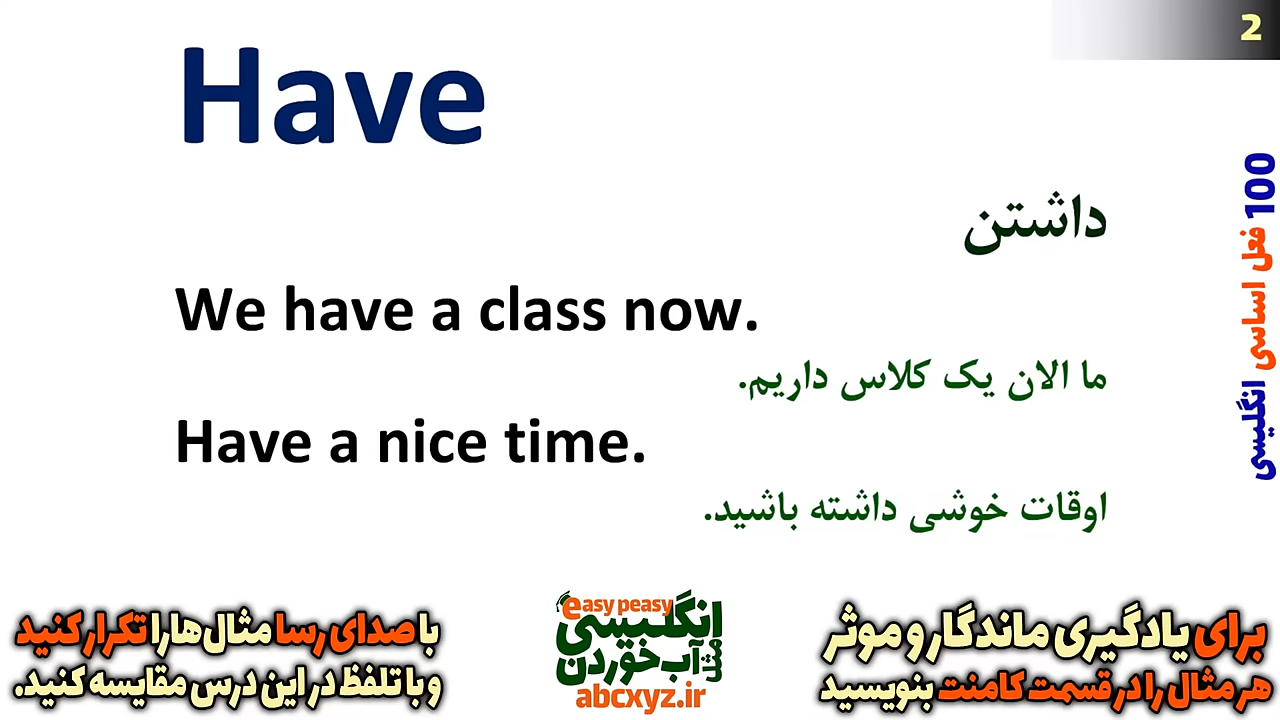 2
Have
داشتن
We have a class now.
ما الان یک کلاس داریم.
Have a nice time.
اوقات خوشی داشته باشید.
100 فعل اساسی انگلیسی
برای یادگیری ماندگار و موثر
هر مثال را در قسمت کامنت بنویسید
easy peasy
انگلیسی
مثل آب خوردن
abcxyz.ir
با صدای رسا مثال‌ها را تکرار کنید
و با تلفظ در این درس مقایسه کنید.